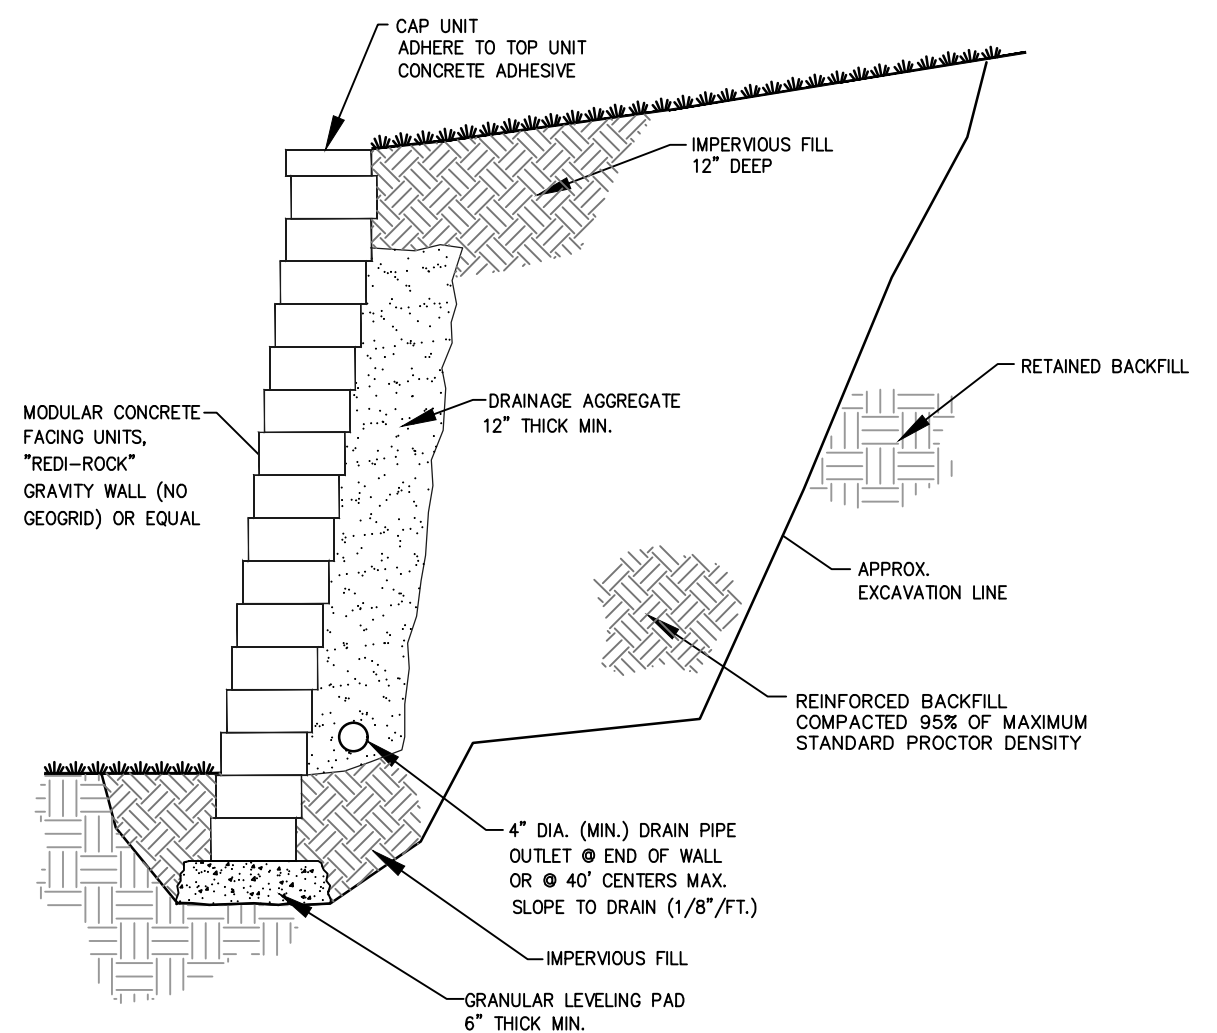 CAP UNIT
ADHERE TO TOP UNIT
CONCRETE ADHESIVE
IMPERVIOUS FILL
12" DEEP
RETAINED BACKFILL
DRAINAGE AGGREGATE
12" THICK MIN.
MODULAR CONCRETE
FACING UNITS,
"REDI-ROCK"
GRAVITY WALL (NO
GEOGRID) OR EQUAL
APPROX.
EXCAVATION LINE
REINFORCED BACKFILL
COMPACTED 95% OF MAXIMUM
STANDARD PROCTOR DENSITY
4" DIA. (MIN.) DRAIN PIPE
OUTLET @ END OF WALL
OR @ 40' CENTERS MAX.
SLOPE TO DRAIN (1/8"/FT.)
IMPERVIOUS FILL
GRANULAR LEVELING PAD
6" THICK MIN.